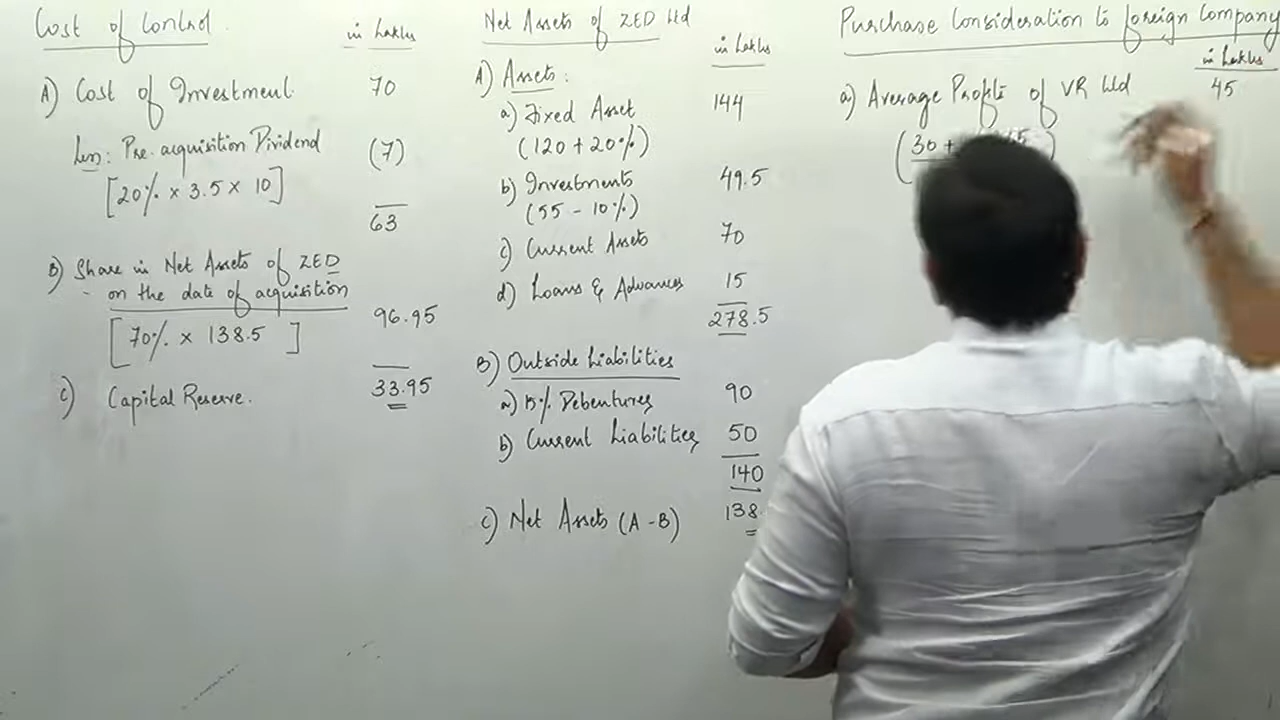 Cost of Control
in Lakhs
A) Cost of Investment 70
Less: Pre-acquisition Dividend (7)
[20% × 3.5 × 10]
63
B) Share in Net Assets of ZED
on the date of acquisition
[70% × 138.5 ] 96.95
C) Capital Reserve. 33.95
Net Assets of ZED Ltd
in Lakhs
A) Assets:
a) Fixed Asset 144
(120 + 20%)
b) Investments 49.5
(55 - 10%)
c) Current Assets 70
d) Loans & Advances 15
278.5
B) Outside Liabilities
a) 15% Debentures 90
b) Current Liabilities 50
140
c) Net Assets (A-B) 138.
Purchase Consideration to foreign Company
in Lakhs
a) Average Profits of VR Ltd 45
(30 +